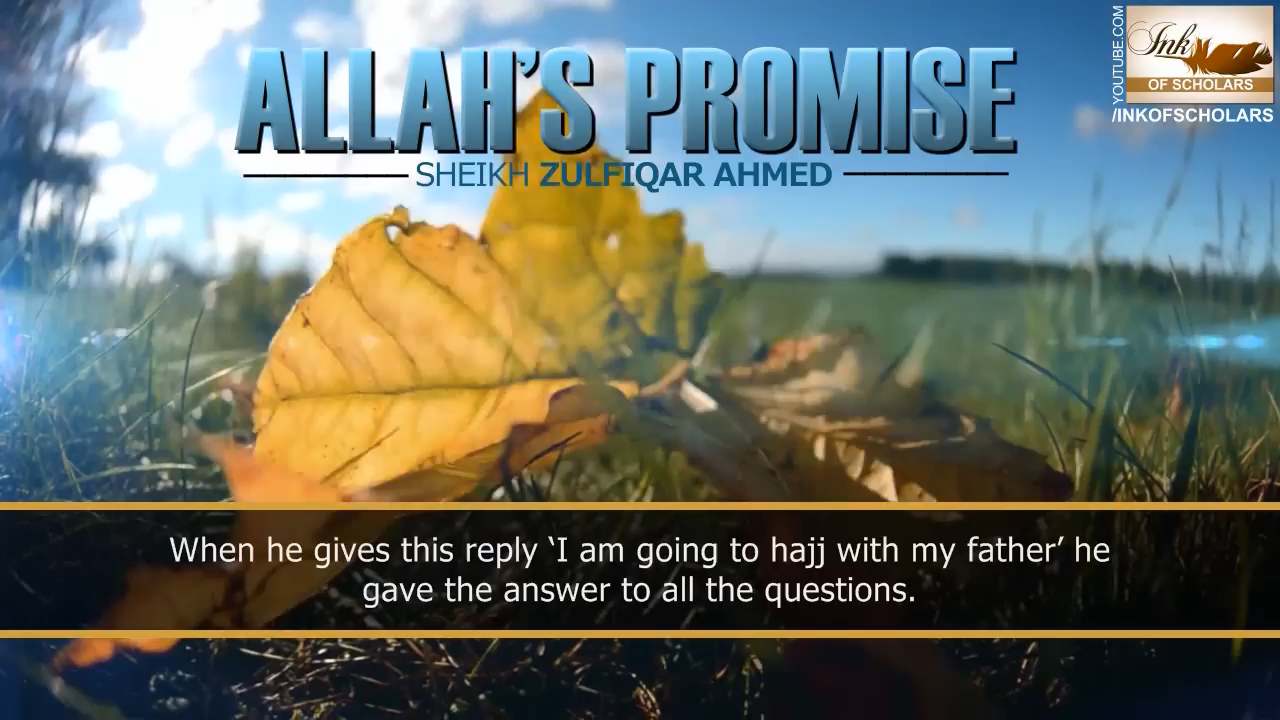 ALLAH'S PROMISE
SHEIKH ZULFIQAR AHMED
YOUTUBE.COM
Ink
OF SCHOLARS
/INKOFSCHOLARS
When he gives this reply ‘I am going to hajj with my father’ he
gave the answer to all the questions.